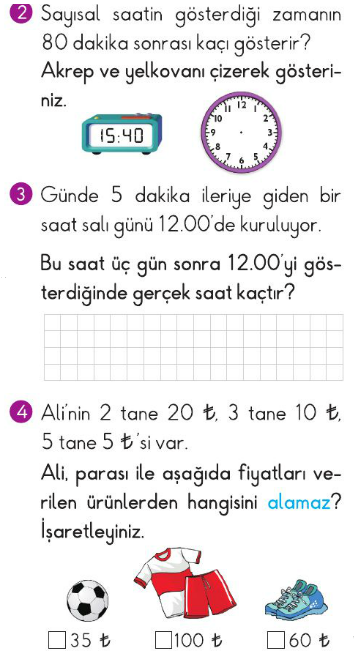 2 Sayısal saatin gösterdiği zamanın
80 dakika sonrası kaçı gösterir?
Akrep ve yelkovanı çizerek gösteri-
niz.
15:40
12 1 2 3 4 5 6 7 8 9 10 11
3 Günde 5 dakika ileriye giden bir
saat salı günü 12.00'de kuruluyor.
Bu saat üç gün sonra 12.00'yi gös-
terdiğinde gerçek saat kaçtır?
4 Ali'nin 2 tane 20 ₺, 3 tane 10 ₺,
5 tane 5 ₺'si var.
Ali, parası ile aşağıda fiyatları ve-
rilen ürünlerden hangisini alamaz?
İşaretleyiniz.
35 ₺ 100 ₺ 60 ₺